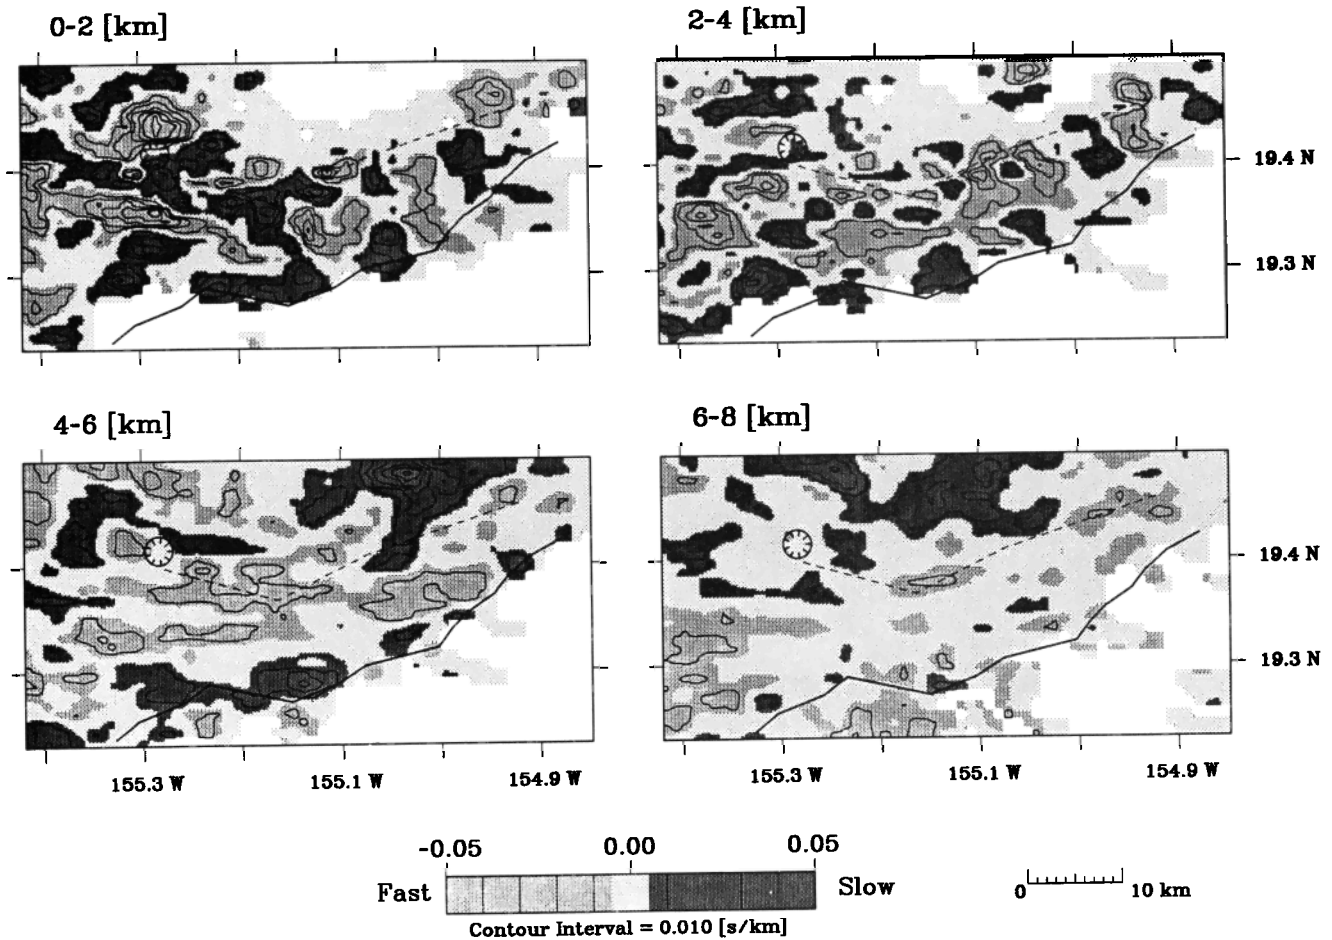 0-2 [km]
2-4 [km]
19.4 N
19.3 N
4-6 [km]
6-8 [km]
19.4 N
19.3 N
155.3 W
155.1 W
154.9 W
155.3 W
155.1 W
154.9 W
-0.05
0.00
0.05
Fast
Slow
Contour Interval = 0.010 [s/km]
0
10 km